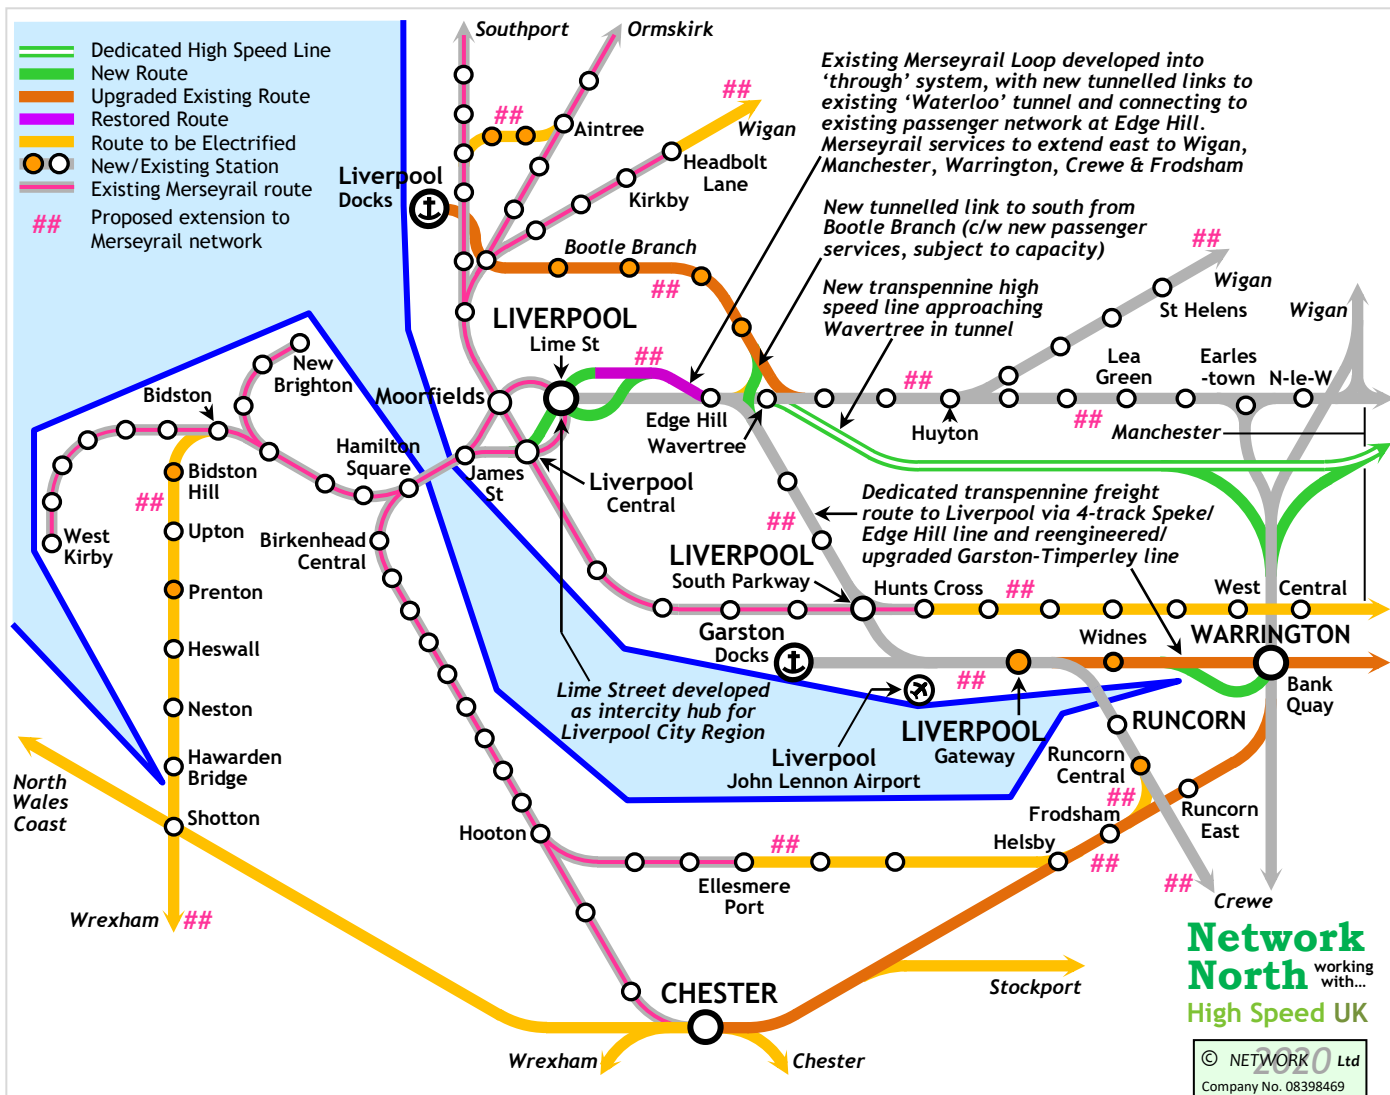 Dedicated High Speed Line
New Route
Upgraded Existing Route
Restored Route
Route to be Electrified
New/Existing Station
Existing Merseyrail route
## Proposed extension to
Merseyrail network
Southport
Ormskirk
##
Aintree
##
Wigan
Headbolt
Lane
Kirkby
Liverpool
Docks
Bootle Branch
##
Existing Merseyrail Loop developed into
‘through’ system, with new tunnelled links to
existing ‘Waterloo’ tunnel and connecting to
existing passenger network at Edge Hill.
Merseyrail services to extend east to Wigan,
Manchester, Warrington, Crewe & Frodsham
New tunnelled link to south from
Bootle Branch (c/w new passenger
services, subject to capacity)
New transpennine high
speed line approaching
Wavertree in tunnel
##
Wigan
St Helens
Wigan
LIVERPOOL
Lime St
##
Moorfields
Edge Hill
Wavertree
##
Huyton
Lea
Green
##
Earles
-town
N-le-W
Manchester
New
Brighton
Bidston
Hamilton
Square
James
St
Liverpool
Central
Bidston
Hill
##
Upton
West
Kirby
Birkenhead
Central
Prenton
Heswall
Neston
Hawarden
Bridge
Shotton
North
Wales
Coast
Wrexham
##
Dedicated transpennine freight
route to Liverpool via 4-track Speke/
Edge Hill line and reengineered/
upgraded Garston-Timperley line
##
LIVERPOOL
South Parkway
Hunts Cross
##
West
Central
Garston
Docks
Widnes
WARRINGTON
Bank
Quay
##
Lime Street developed
as intercity hub for
Liverpool City Region
Liverpool
John Lennon Airport
LIVERPOOL
Gateway
RUNCORN
Runcorn
Central
##
Frodsham
Runcorn
East
Hooton
##
Helsby
##
Ellesmere
Port
##
Crewe
CHESTER
Stockport
Wrexham
Chester
Network
North
working
with…
High Speed UK
2020
© NETWORK Ltd
Company No. 08398469